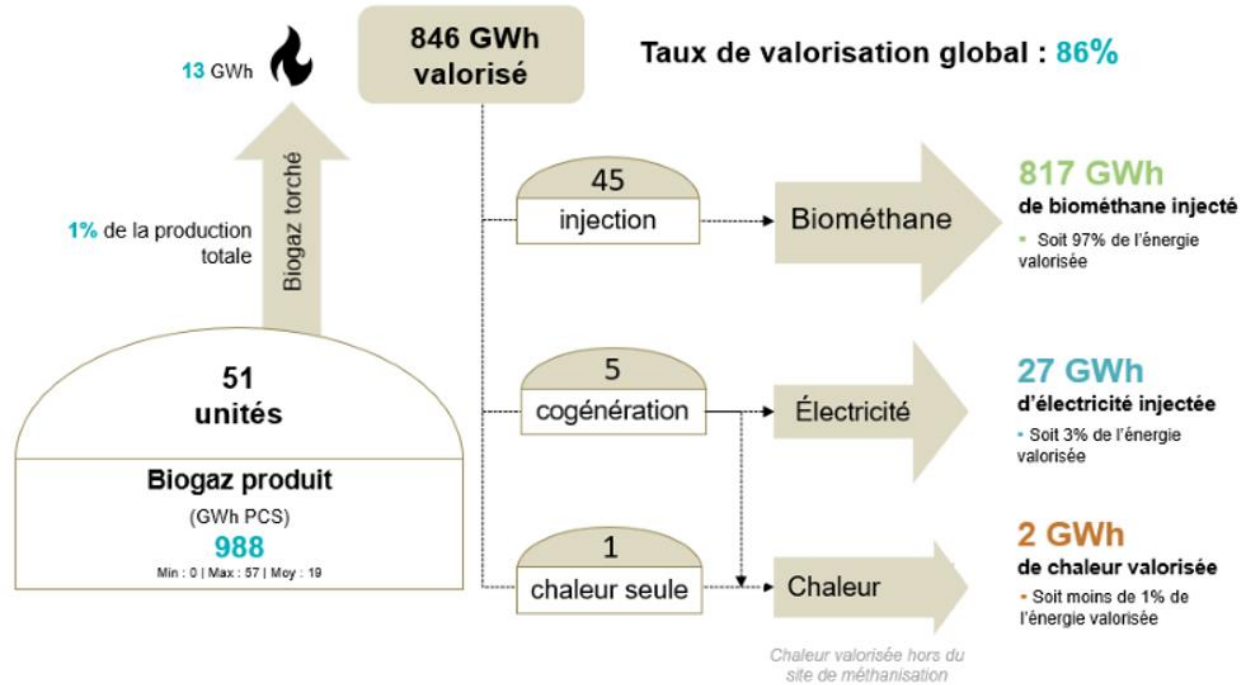 846 GWh
valorisé
Taux de valorisation global : 86%
13 GWh
Biogaz torché
1% de la production
totale
51
unités
Biogaz produit
(GWh PCS)
988
Min : 0 | Max : 57 | Moy : 19
45
injection
Biométhane
817 GWh
de biométhane injecté
• Soit 97% de l'énergie
valorisée
5
cogénération
Électricité
27 GWh
d'électricité injectée
• Soit 3% de l'énergie
valorisée
1
chaleur seule
Chaleur
2 GWh
de chaleur valorisée
• Soit moins de 1% de
l'énergie valorisée
Chaleur valorisée hors du
site de méthanisation